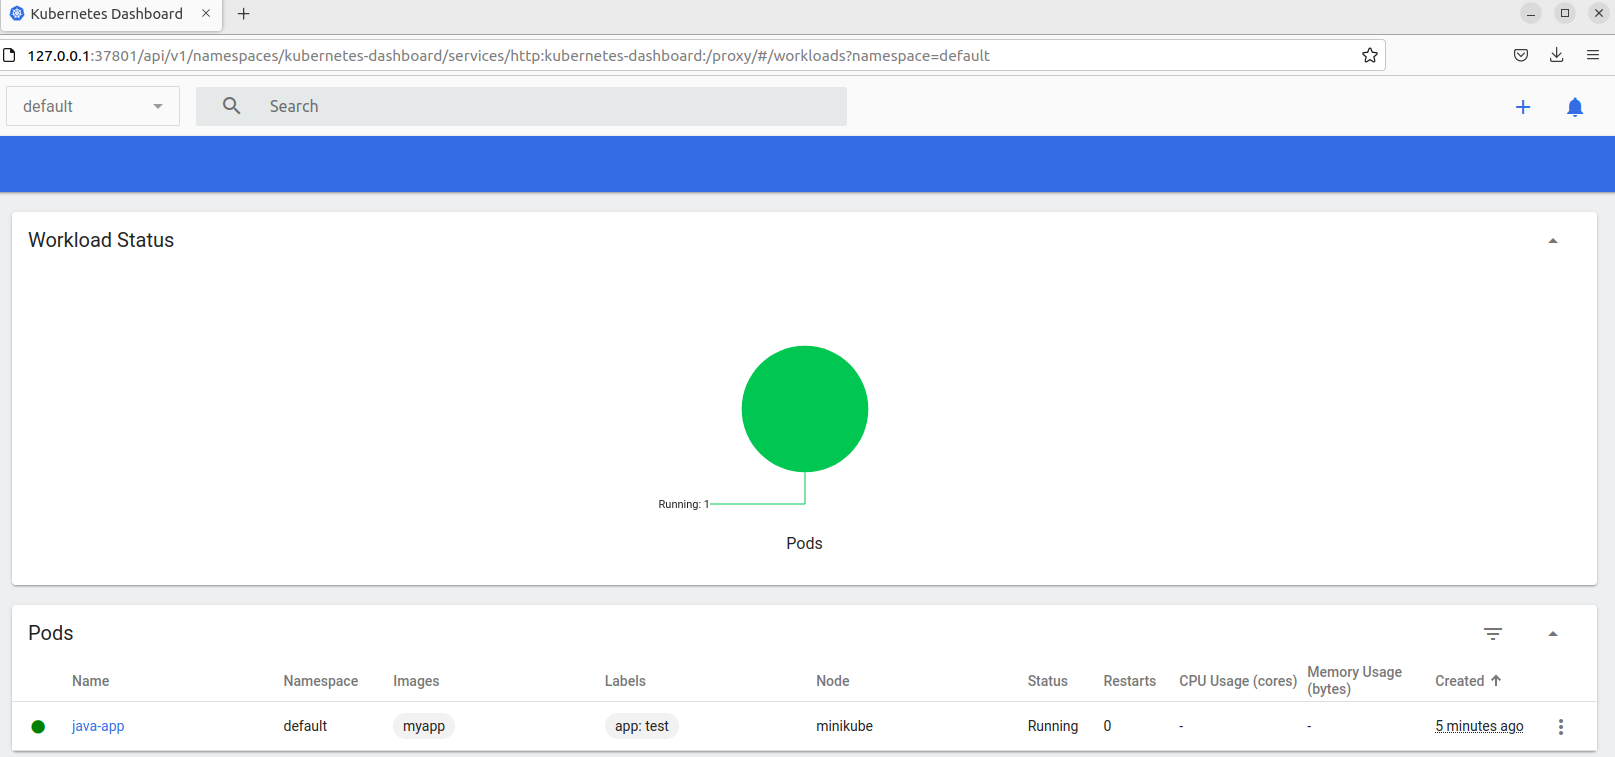 Kubernetes Dashboard
127.0.0.1:37801/api/v1/namespaces/kubernetes-dashboard/services/http:kubernetes-dashboard:/proxy/#/workloads?namespace=default
default Search
Workload Status
Running: 1
Pods
Pods
Name Namespace Images Labels Node Status Restarts CPU Usage (cores) Memory Usage (bytes) Created
java-app default myapp app: test minikube Running 0 - - 5 minutes ago